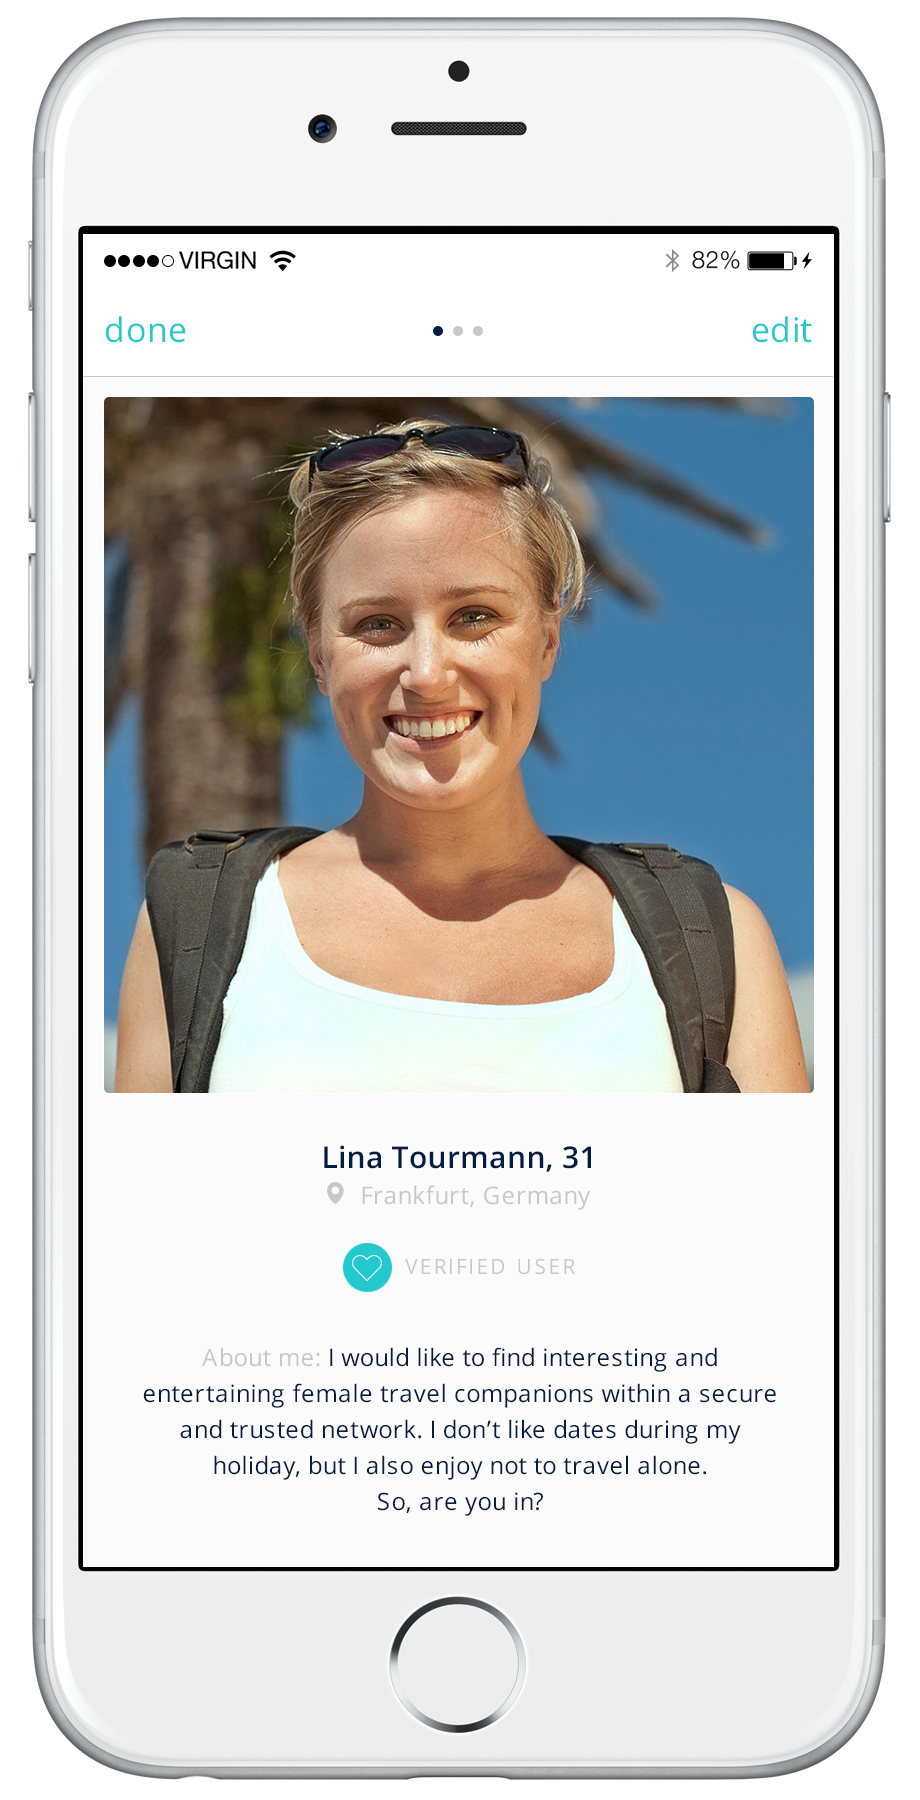 VIRGIN 82%
done edit
Lina Tourmann, 31
Frankfurt, Germany
VERIFIED USER
About me: I would like to find interesting and
entertaining female travel companions within a secure
and trusted network. I don’t like dates during my
holiday, but I also enjoy not to travel alone.
So, are you in?